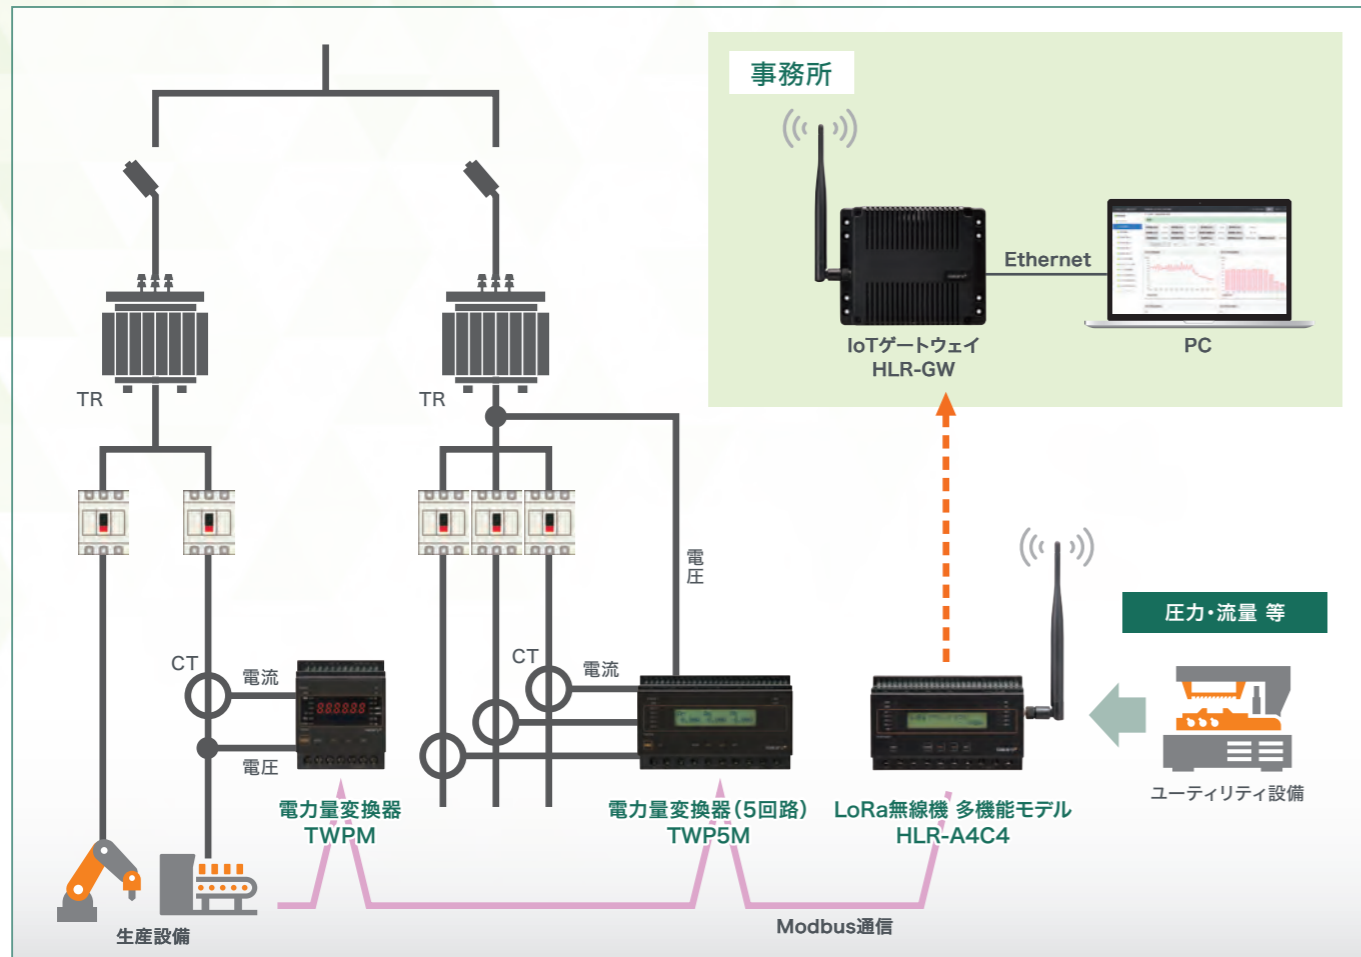 事務所
Ethernet
IoTゲートウェイ
HLR-GW
PC
TR
TR
電圧
CT
電流
電圧
CT
電流
圧力・流量 等
ユーティリティ設備
電力量変換器
TWPM
電力量変換器(5回路)
TWP5M
LoRa無線機 多機能モデル
HLR-A4C4
Modbus通信
生産設備